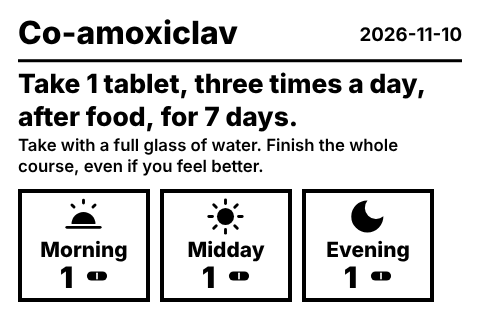 Co-amoxiclav 2026-11-10
Take 1 tablet, three times a day,
after food, for 7 days.
Take with a full glass of water. Finish the whole
course, even if you feel better.
Morning Midday Evening
1 1 1